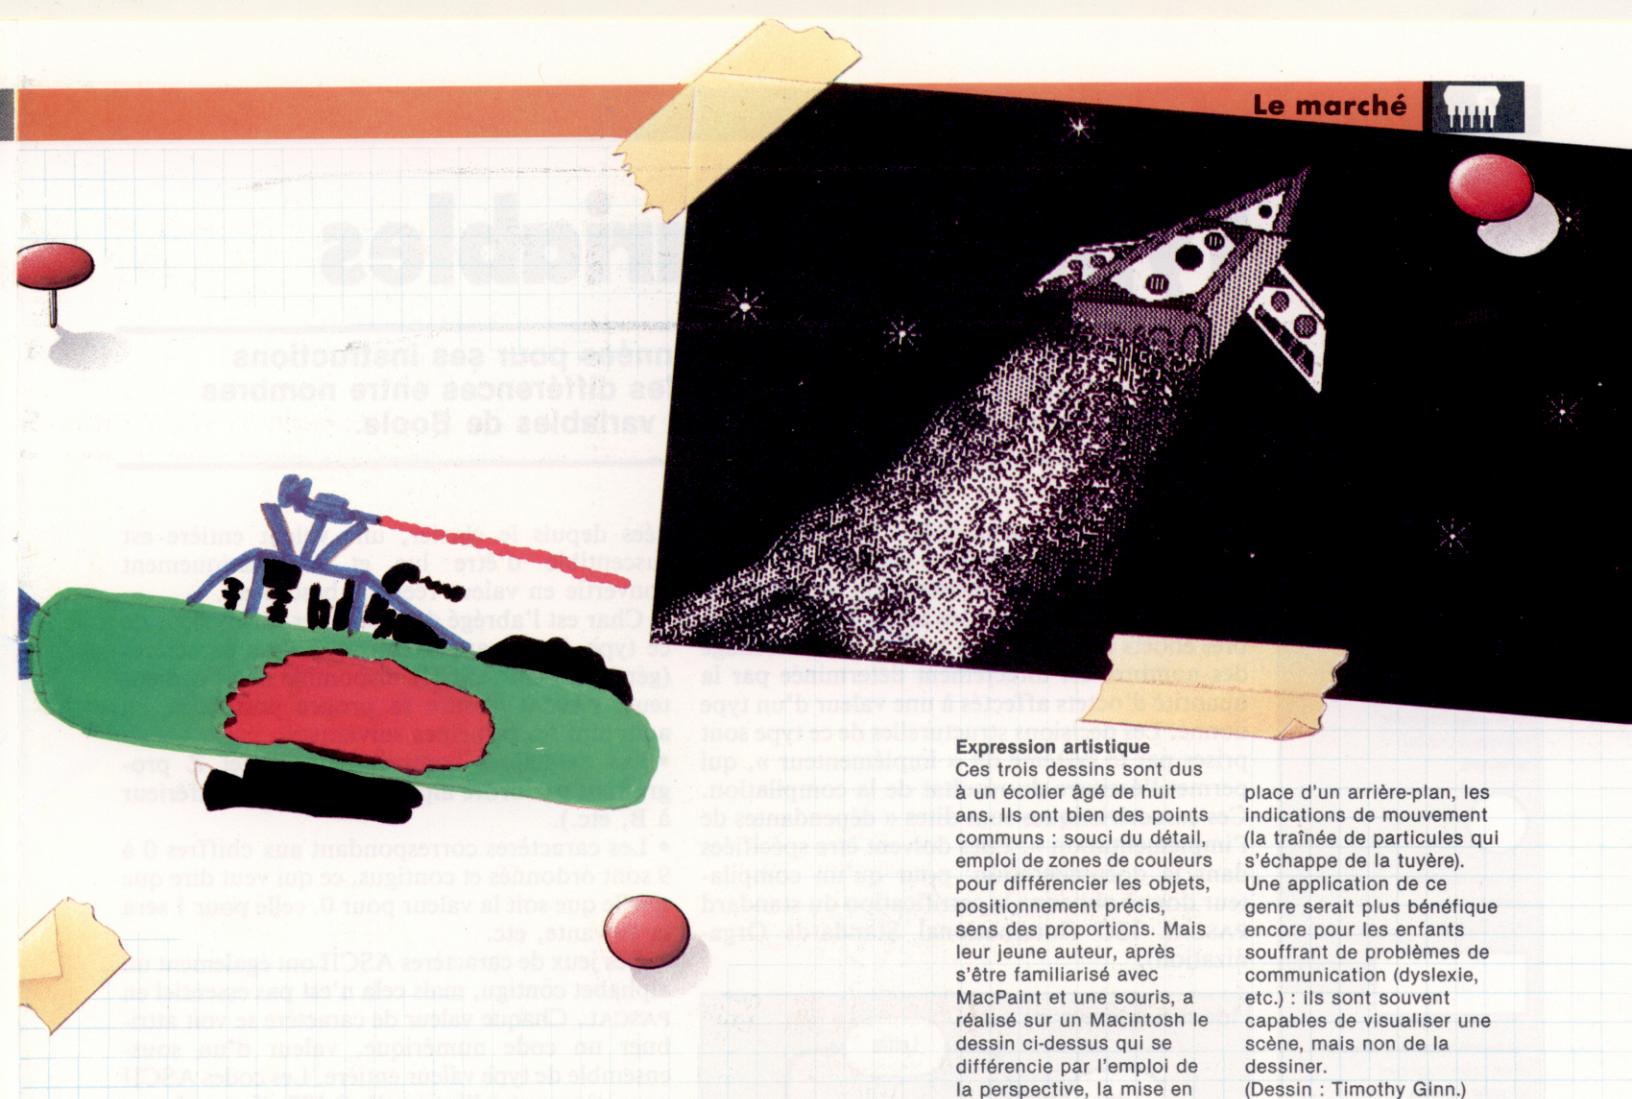 Le marché
Expression artistique
Ces trois dessins sont dus
à un écolier âgé de huit
ans. Ils ont bien des points
communs : souci du détail,
emploi de zones de couleurs
pour différencier les objets,
positionnement précis,
sens des proportions. Mais
leur jeune auteur, après
s'être familiarisé avec
MacPaint et une souris, a
réalisé sur un Macintosh le
dessin ci-dessus qui se
différencie par l'emploi de
la perspective, la mise en
place d'un arrière-plan, les
indications de mouvement
(la traînée de particules qui
s'échappe de la tuyère).
Une application de ce
genre serait plus bénéfique
encore pour les enfants
souffrant de problèmes de
communication (dyslexie,
etc.) : ils sont souvent
capables de visualiser une
scène, mais non de la
dessiner.
(Dessin : Timothy Ginn.)